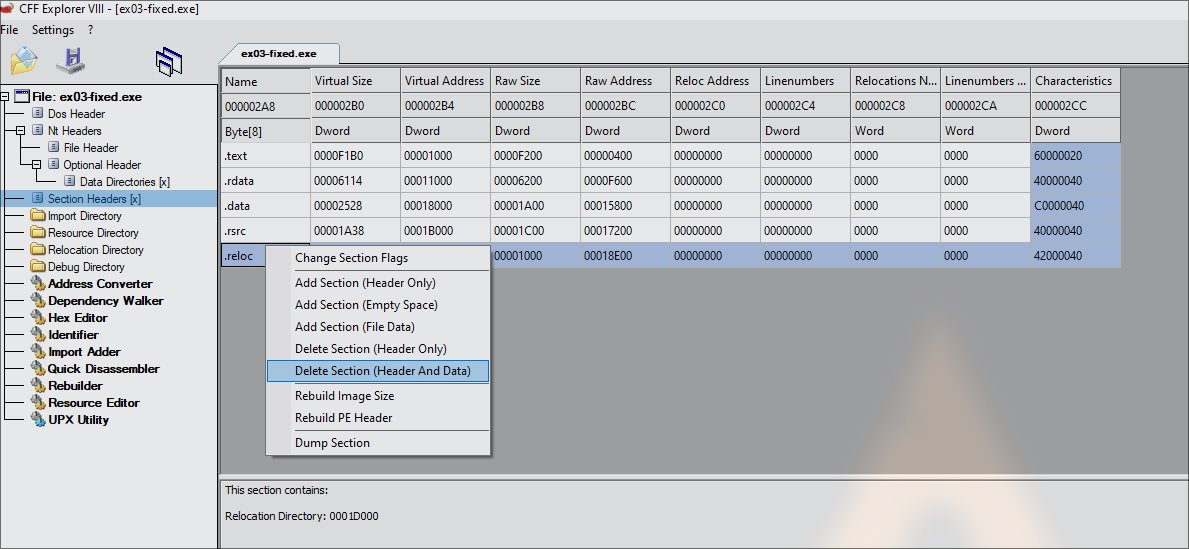 CFF Explorer VIII - [ex03-fixed.exe]
File Settings ?
ex03-fixed.exe
File: ex03-fixed.exe
Dos Header
Nt Headers
File Header
Optional Header
Data Directories [x]
Section Headers [x]
Import Directory
Resource Directory
Relocation Directory
Debug Directory
Address Converter
Dependency Walker
Hex Editor
Identifier
Import Adder
Quick Disassembler
Rebuilder
Resource Editor
UPX Utility
Name Virtual Size Virtual Address Raw Size Raw Address Reloc Address Linenumbers Relocations N... Linenumbers ... Characteristics
000002A8 000002B0 000002B4 000002B8 000002BC 000002C0 000002C4 000002C8 000002CA 000002CC
Byte[8] Dword Dword Dword Dword Dword Dword Word Word Dword
.text 0000F1B0 00001000 0000F200 00000400 00000000 00000000 0000 0000 60000020
.rdata 00006114 00011000 00006200 0000F600 00000000 00000000 0000 0000 40000040
.data 00002528 00018000 00001A00 00015800 00000000 00000000 0000 0000 C0000040
.rsrc 00001A38 0001B000 00001C00 00017200 00000000 00000000 0000 0000 40000040
.reloc 00001000 00018E00 00000000 00000000 0000 0000 42000040
Change Section Flags
Add Section (Header Only)
Add Section (Empty Space)
Add Section (File Data)
Delete Section (Header Only)
Delete Section (Header And Data)
Rebuild Image Size
Rebuild PE Header
Dump Section
This section contains:
Relocation Directory: 0001D000